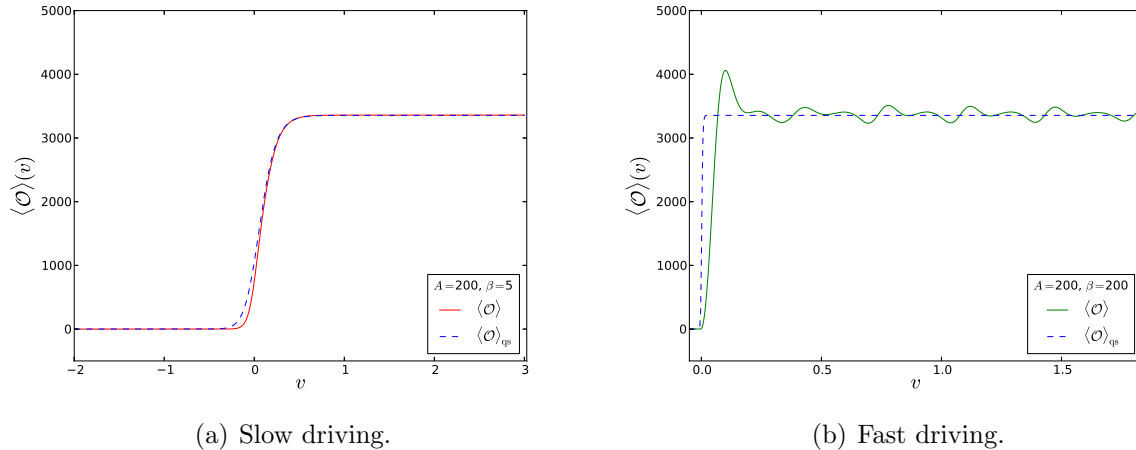 5000
4000
3000
2000
1000
0
⟨𝒪⟩(v)
−2 −1 0 1 2 3
v
A=200, β=5
⟨𝒪⟩
⟨𝒪⟩qs
(a) Slow driving.
5000
4000
3000
2000
1000
0
⟨𝒪⟩(v)
0.0 0.5 1.0 1.5
v
A=200, β=200
⟨𝒪⟩
⟨𝒪⟩qs
(b) Fast driving.